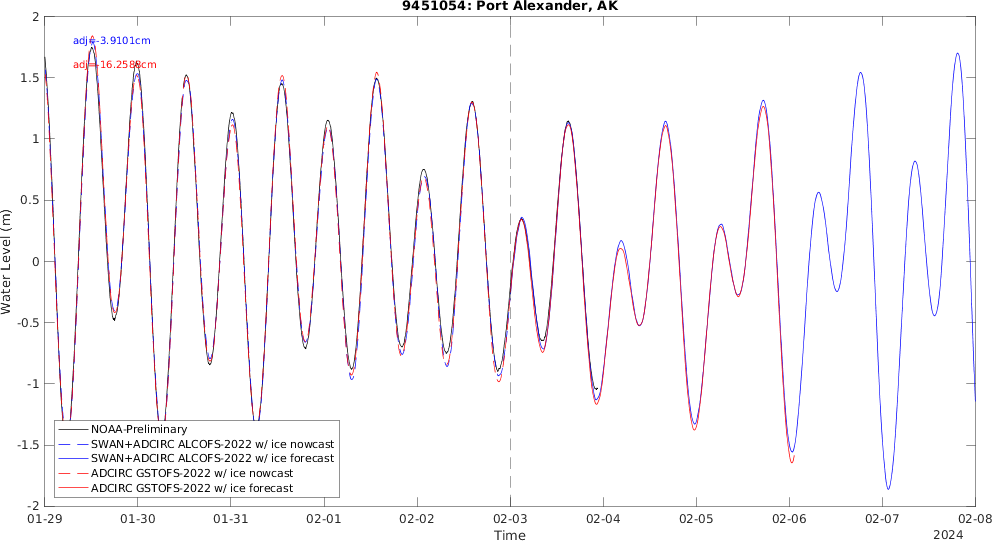 9451054: Port Alexander, AK
adj=-3.9101cm
adj=-16.2588cm
Water Level (m)
2
1.5
1
0.5
0
-0.5
-1
-1.5
-2
NOAA-Preliminary
SWAN+ADCIRC ALCOFS-2022 w/ ice nowcast
SWAN+ADCIRC ALCOFS-2022 w/ ice forecast
ADCIRC GSTOFS-2022 w/ ice nowcast
ADCIRC GSTOFS-2022 w/ ice forecast
01-29 01-30 01-31 02-01 02-02 02-03 02-04 02-05 02-06 02-07 02-08
Time
2024